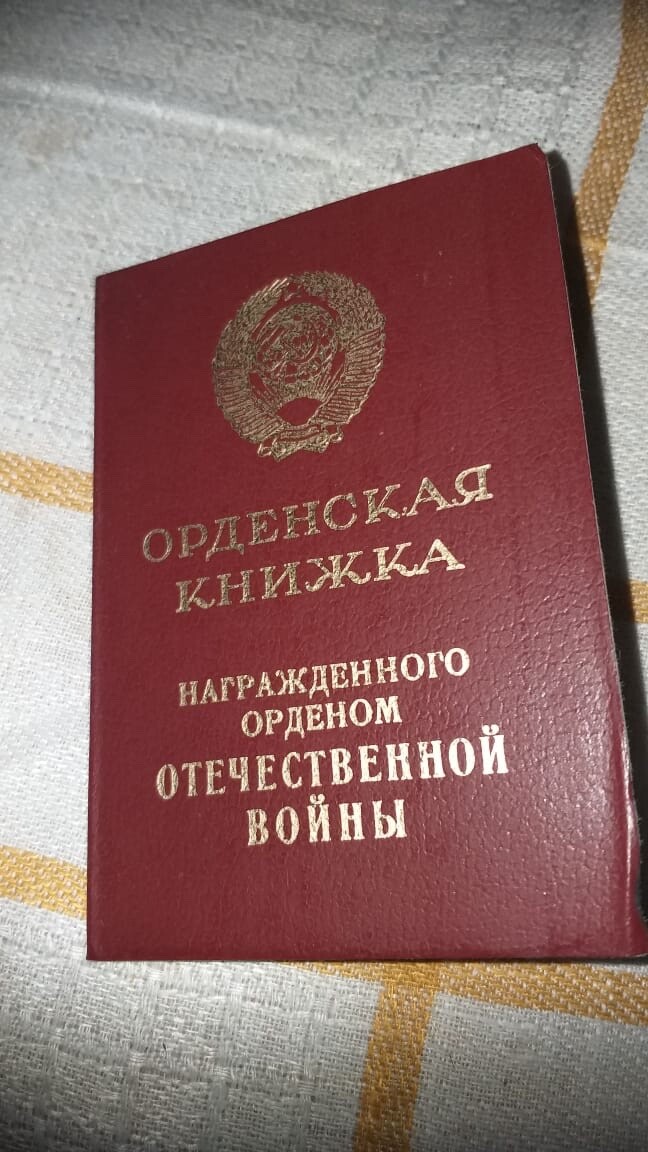 ОРДЕНСКАЯ
КНИЖКА
НАГРАЖДЕННОГО
ОРДЕНОМ
ОТЕЧЕСТВЕННОЙ
ВОЙНЫ